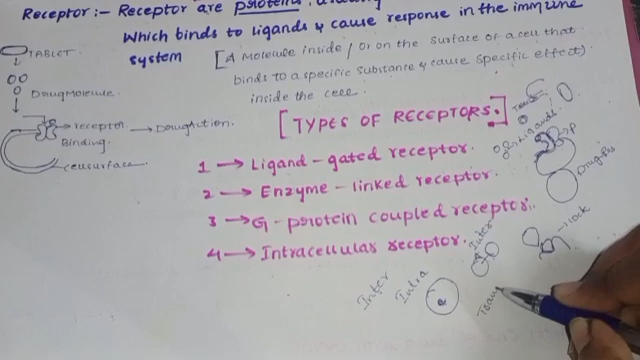 Receptor :- Receptor are proteins,
Which binds to ligands & cause response in the immune
system [A Molecule inside / or on the surface of a cell that
binds to a specific substance & cause specific effect)
inside the cell.
TABLET
Drug Molecule.
receptor → Drug Action.
Binding.
cell surface.
[TYPES OF RECEPTORS.]
1 → Ligand-gated receptor.
2 → Enzyme-linked receptor.
3 → G-protein coupled receptor.
4 → Intracellular receptor.
Ligands
lock
Inter
Inter
Intra
Trans